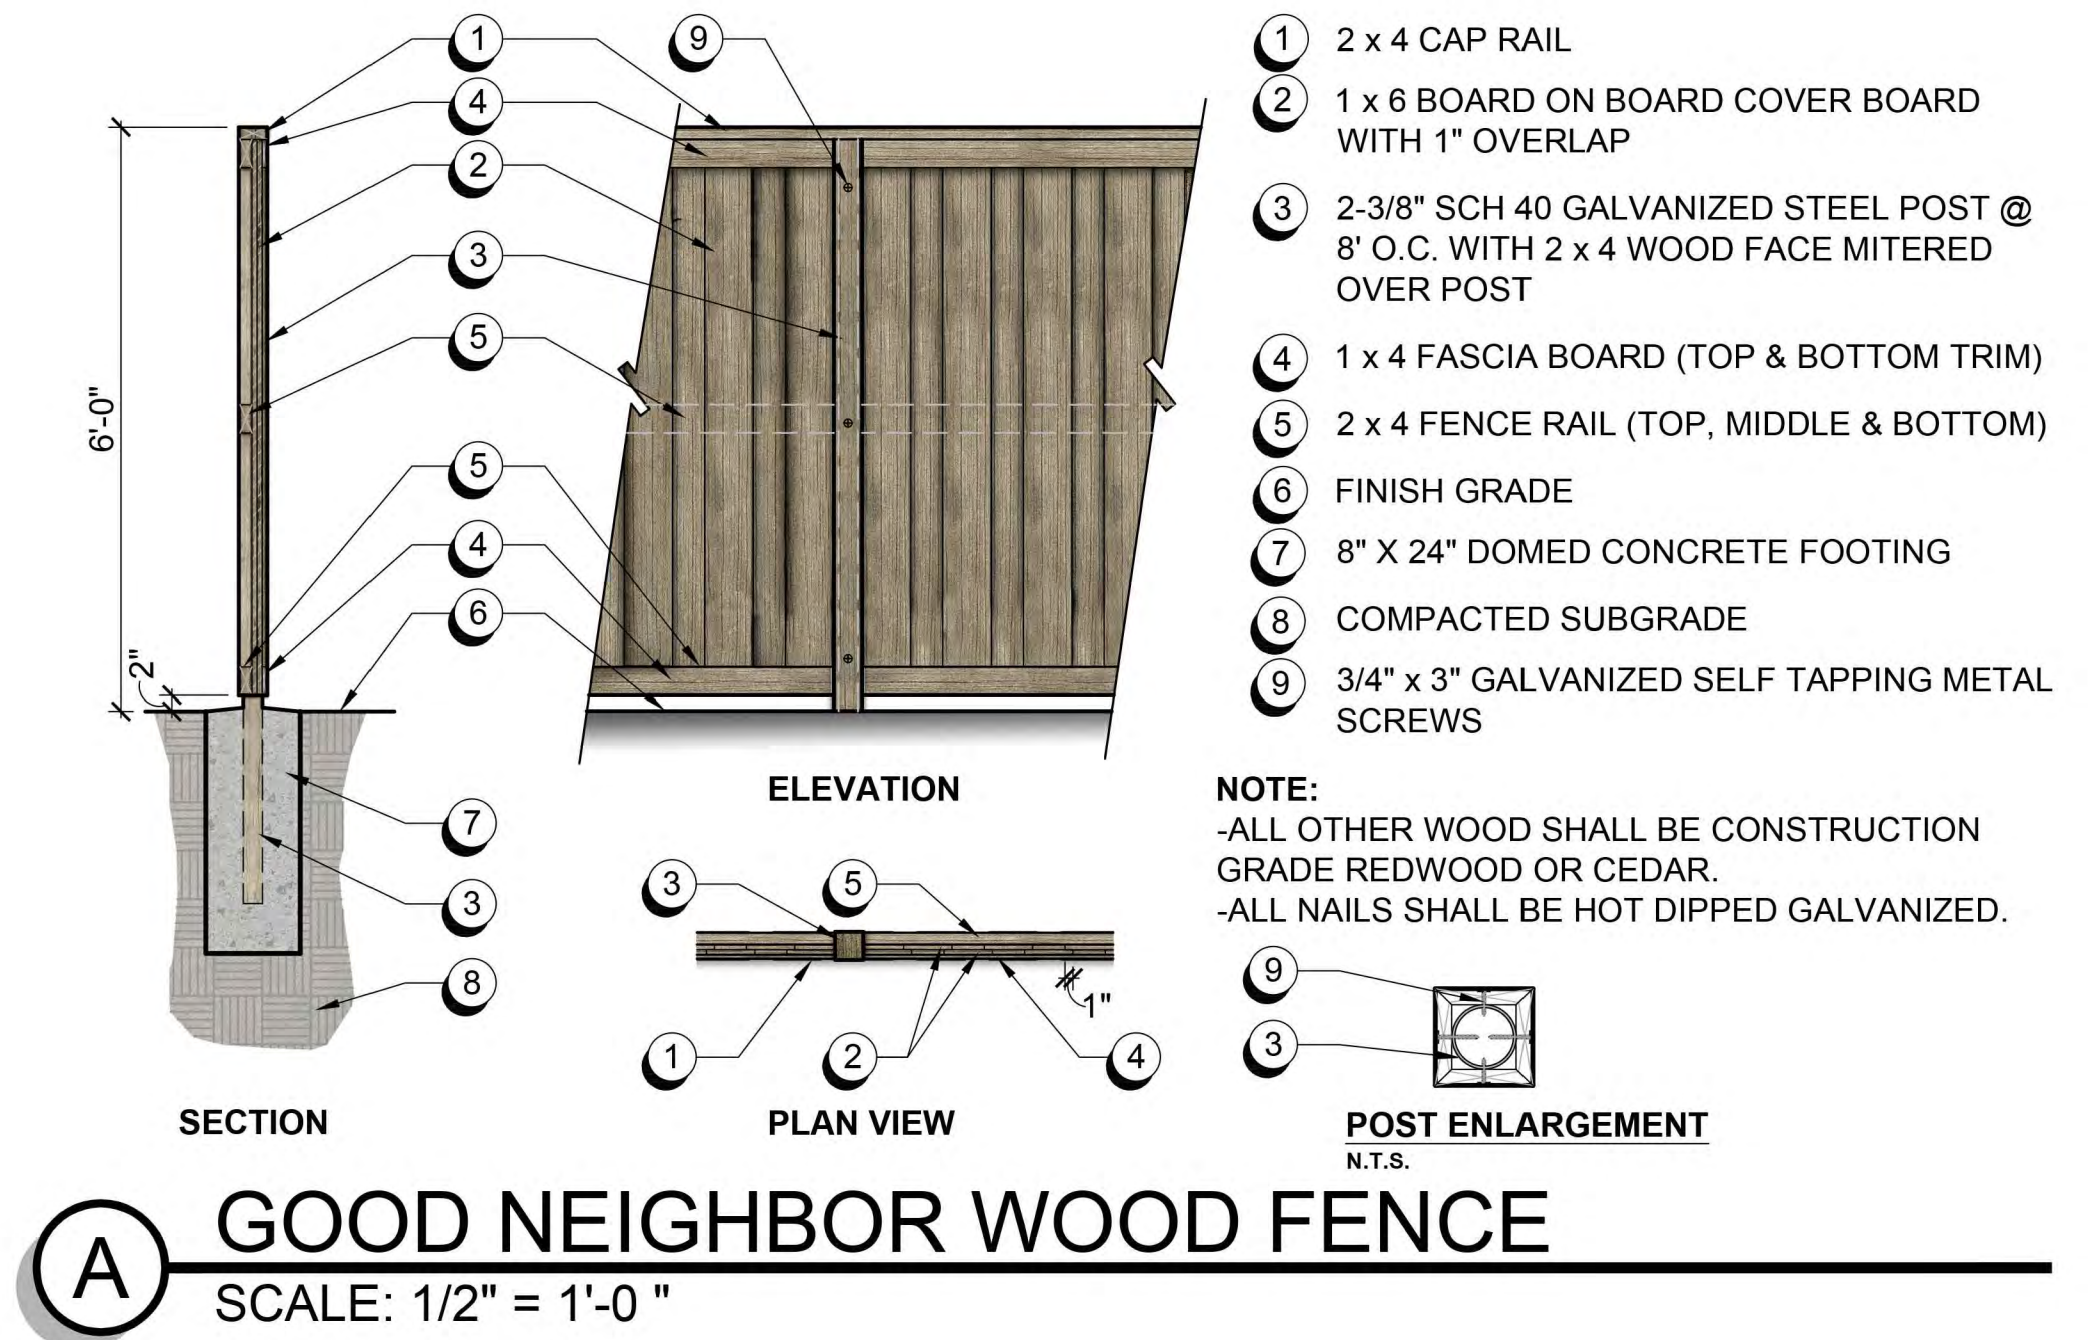 1
9
4
2
3
5
5
4
6
7
3
8
6'-0"
2"
SECTION
ELEVATION
3
5
1"
1
2
4
PLAN VIEW
1 2 x 4 CAP RAIL
2 1 x 6 BOARD ON BOARD COVER BOARD
WITH 1" OVERLAP
3 2-3/8" SCH 40 GALVANIZED STEEL POST @
8' O.C. WITH 2 x 4 WOOD FACE MITERED
OVER POST
4 1 x 4 FASCIA BOARD (TOP & BOTTOM TRIM)
5 2 x 4 FENCE RAIL (TOP, MIDDLE & BOTTOM)
6 FINISH GRADE
7 8" X 24" DOMED CONCRETE FOOTING
8 COMPACTED SUBGRADE
9 3/4" x 3" GALVANIZED SELF TAPPING METAL
SCREWS
NOTE:
-ALL OTHER WOOD SHALL BE CONSTRUCTION
GRADE REDWOOD OR CEDAR.
-ALL NAILS SHALL BE HOT DIPPED GALVANIZED.
9
3
POST ENLARGEMENT
N.T.S.
A
GOOD NEIGHBOR WOOD FENCE
SCALE: 1/2" = 1'-0 "